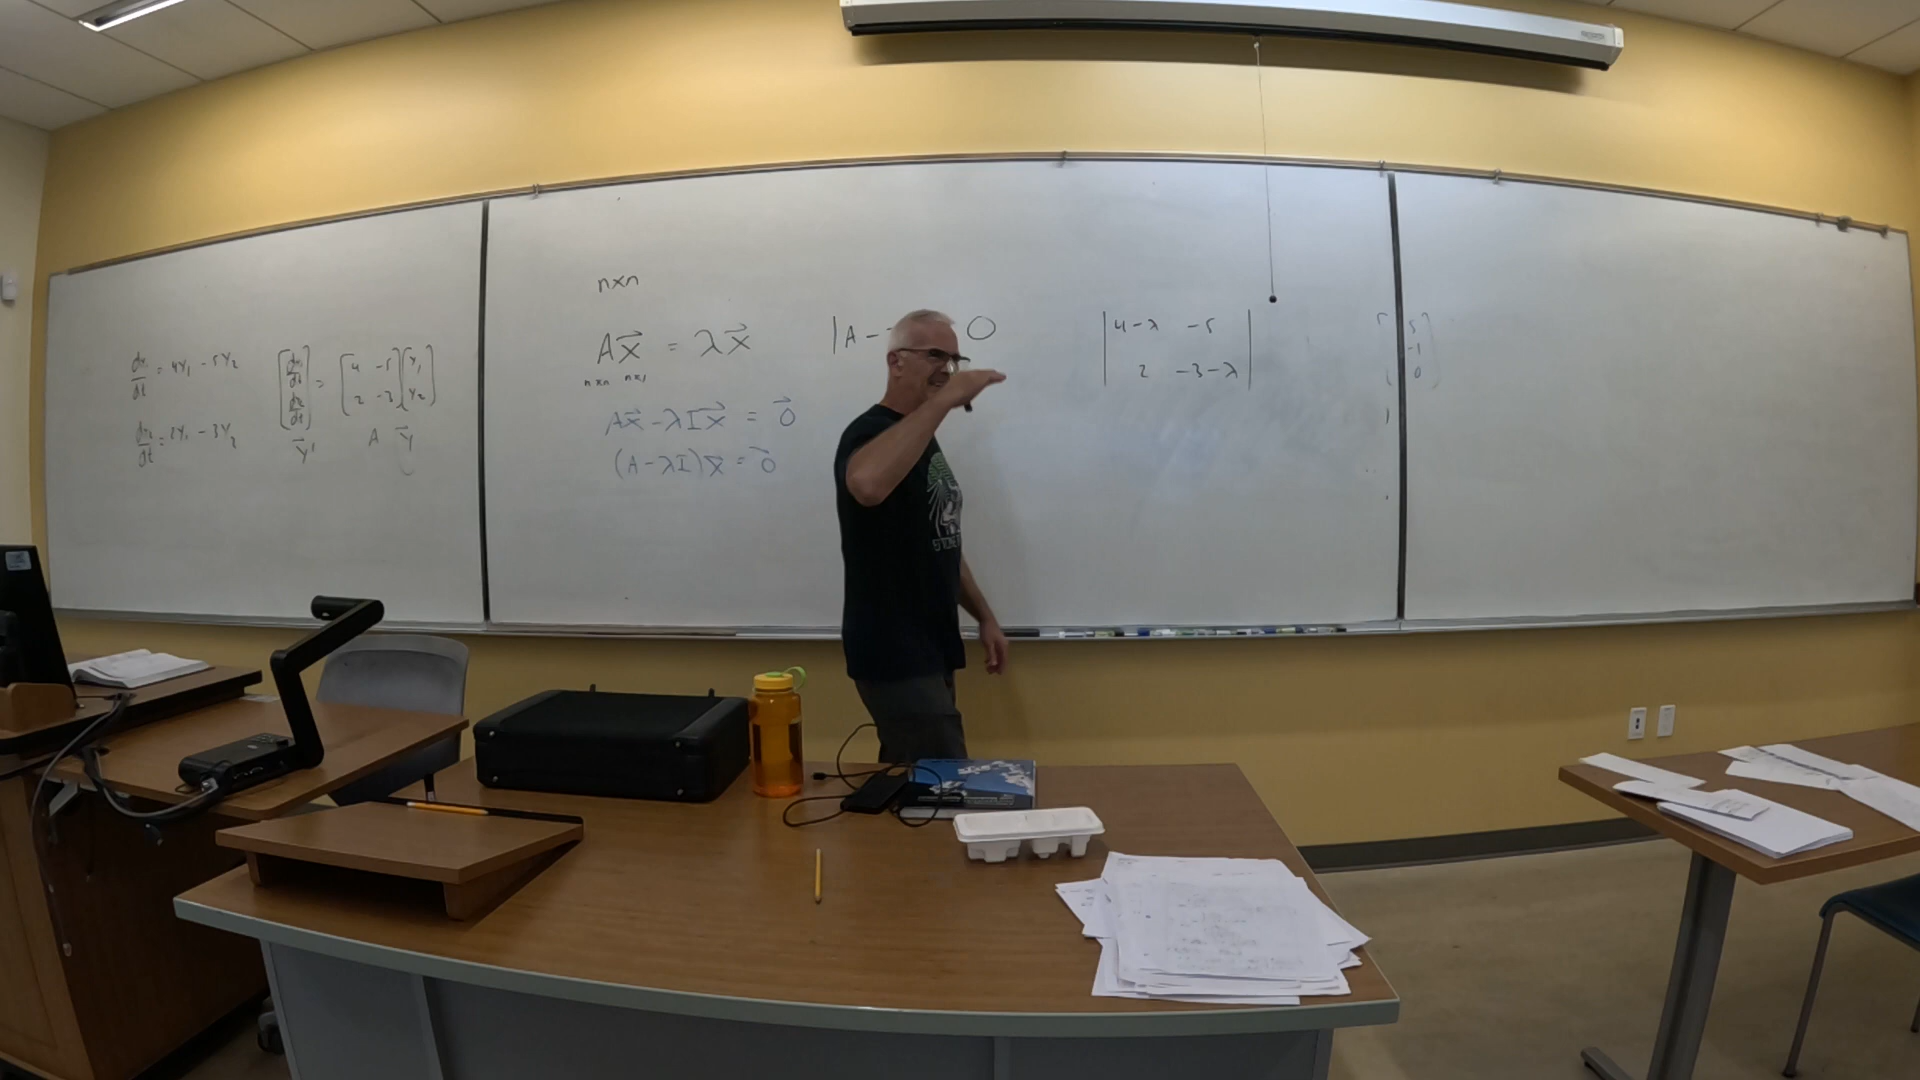 dy₁/dt = 4y₁ - 5y₂
dy₂/dt = 2y₁ - 3y₂
[dy₁/dt dy₂/dt] = [4 -5 2 -3] [y₁ y₂]
y⃗' A y⃗
n×n
Ax⃗ = λx⃗
n×n n×1
Ax⃗ - λIx⃗ = 0⃗
(A-λI)x⃗ = 0⃗
|A - 0
|4-λ -5|
|2 -3-λ|
5
-1
0